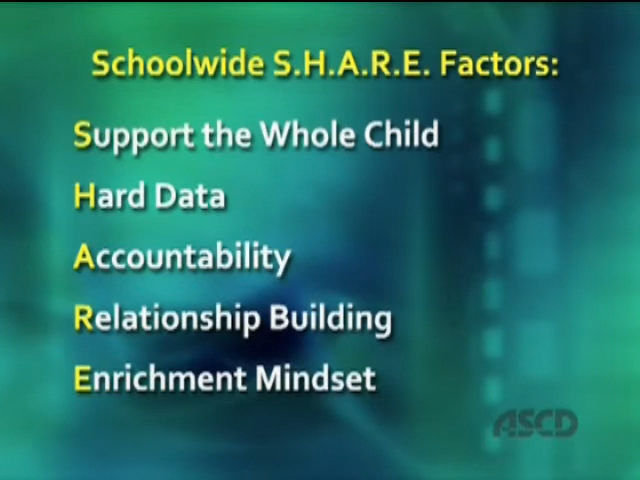 Schoolwide S.H.A.R.E. Factors:
Support the Whole Child
Hard Data
Accountability
Relationship Building
Enrichment Mindset
ASCD